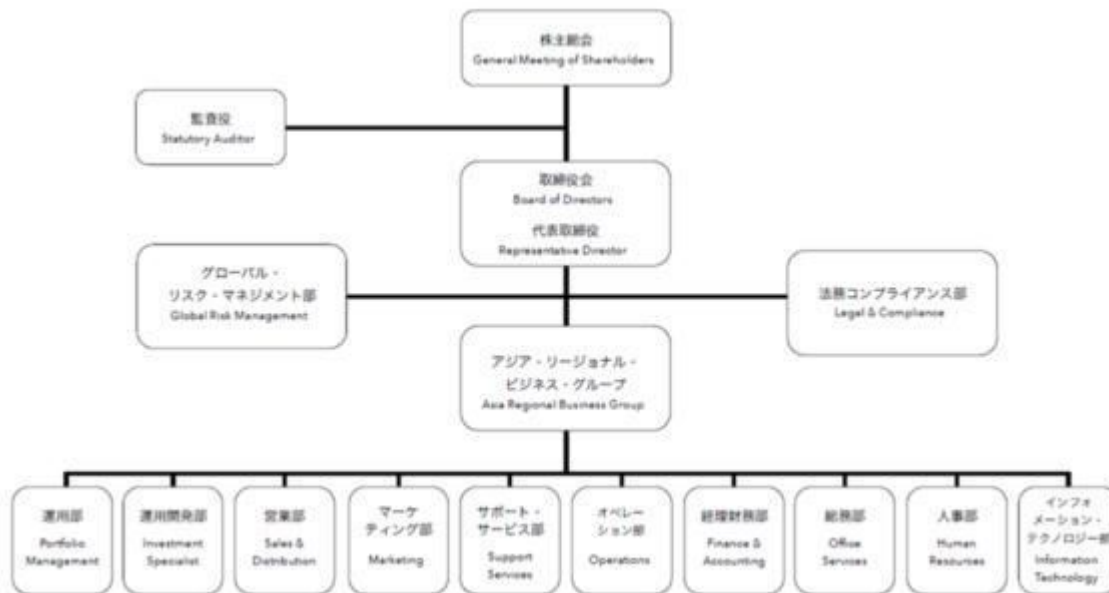 株主総会
General Meeting of Shareholders
監査役
Statutory Auditor
取締役会
Board of Directors
代表取締役
Representative Director
グローバル・
リスク・マネジメント部
Global Risk Management
法務コンプライアンス部
Legal & Compliance
アジア・リージョナル・
ビジネス・グループ
Asia Regional Business Group
運用部
Portfolio
Management
運用開発部
Investment
Specialist
営業部
Sales &
Distribution
マーケ
ティング部
Marketing
サポート・
サービス部
Support
Services
オペレー
ション部
Operations
経理財務部
Finance &
Accounting
総務部
Office
Services
人事部
Human
Resourses
インフォ
メーション・
テクノロジー部
Information
Technology